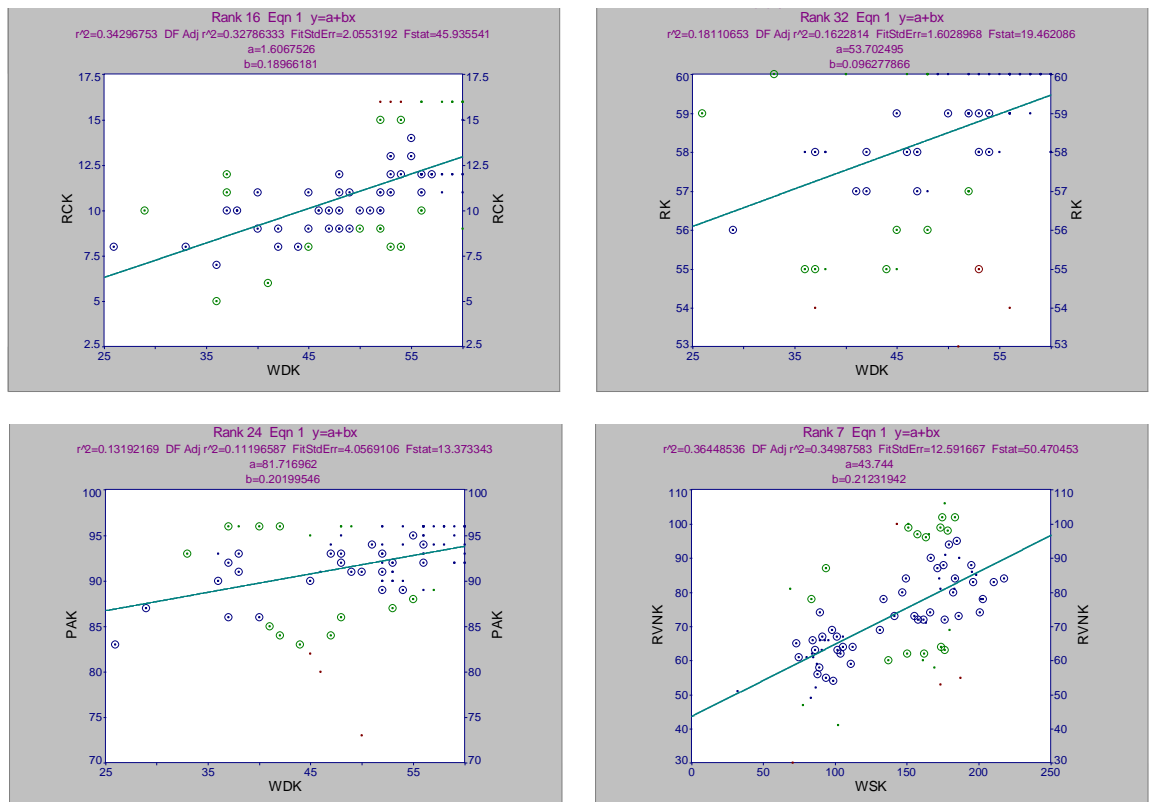 Rank 16 Eqn 1 y=a+bx
r^2=0.34296753 DF Adj r^2=0.32786333 FitStdErr=2.0553192 Fstat=45.935541
a=1.6067526
b=0.18966181
17.5 17.5
15 15
12.5 12.5
10 10
7.5 7.5
5 5
2.5 2.5
RCK
RCK
25 35 45 55
WDK
Rank 32 Eqn 1 y=a+bx
r^2=0.18110653 DF Adj r^2=0.1622814 FitStdErr=1.6028968 Fstat=19.462086
a=53.702495
b=0.096277866
60 60
59 59
58 58
57 57
56 56
55 55
54 54
53 53
RK
RK
25 35 45 55
WDK
Rank 24 Eqn 1 y=a+bx
r^2=0.13192169 DF Adj r^2=0.11196587 FitStdErr=4.0569106 Fstat=13.373343
a=81.716962
b=0.20199546
100 100
95 95
90 90
85 85
80 80
75 75
70 70
PAK
PAK
25 35 45 55
WDK
Rank 7 Eqn 1 y=a+bx
r^2=0.36448536 DF Adj r^2=0.34987583 FitStdErr=12.591667 Fstat=50.470453
a=43.744
b=0.21231942
110 110
100 100
90 90
80 80
70 70
60 60
50 50
40 40
30 30
RVNK
RVNK
0 50 100 150 200 250
WSK